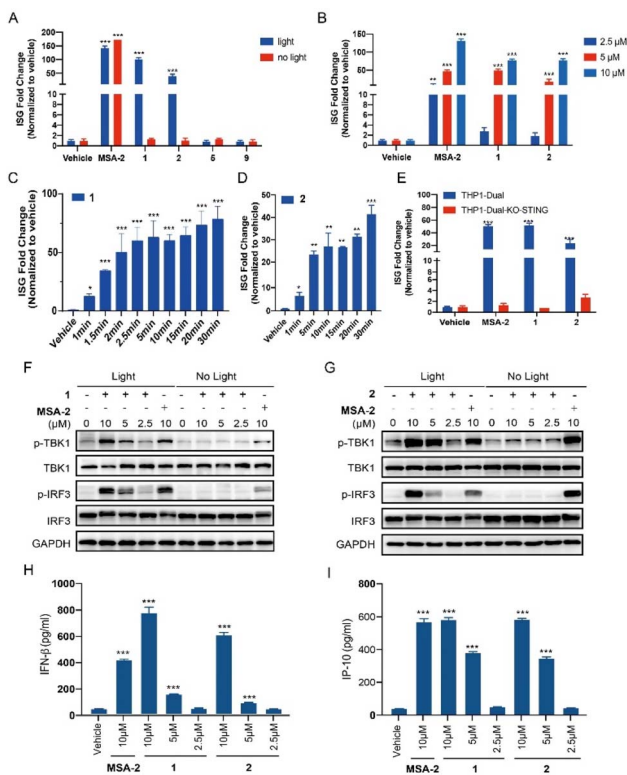 A
ISG Fold Change
(Normalized to vehicle)
200
150
100
50
10
8
6
4
2
0
*** *** *** ***
light
no light
Vehicle MSA-2 1 2 5 9
B
ISG Fold Change
(Normalized to vehicle)
150
100
50
10
8
6
4
2
0
** *** *** *** *** *** ***
2.5 μM
5 μM
10 μM
Vehicle MSA-2 1 2
C
1
ISG Fold Change
(Nomalized to vehicle)
100
80
60
40
20
0
* *** *** *** *** *** *** *** ***
Vehicle 1min 1.5min 2min 2.5min 5min 10min 15min 20min 30min
D
2
ISG Fold Change
(Nomalized to vehicle)
50
40
30
20
10
0
* ** ** ** ** ***
Vehicle 1min 5min 10min 15min 20min 30min
E
THP1-Dual
THP1-Dual-KO-STING
ISG Fold Change
(Normalized to vehicle)
100
80
60
40
20
6
4
2
0
*** *** ***
Vehicle MSA-2 1 2
F
Light No Light
1 - + + + - - + + + -
MSA-2 - - - - + - - - - +
(μM) 0 10 5 2.5 10 0 10 5 2.5 10
p-TBK1
TBK1
p-IRF3
IRF3
GAPDH
G
Light No Light
2 - + + + - - + + + -
MSA-2 - - - - + - - - - +
(μM) 0 10 5 2.5 10 0 10 5 2.5 10
p-TBK1
TBK1
p-IRF3
IRF3
GAPDH
H
IFN-β
(pg/ml)
1000
800
600
400
200
0
*** *** *** *** ***
Vehicle 10μM 10μM 5μM 2.5μM 10μM 5μM 2.5μM
MSA-2 1 2
I
IP-10 (pg/ml)
800
600
400
200
0
*** *** *** *** ***
Vehicle 10μM 10μM 5μM 2.5μM 10μM 5μM 2.5μM
MSA-2 1 2